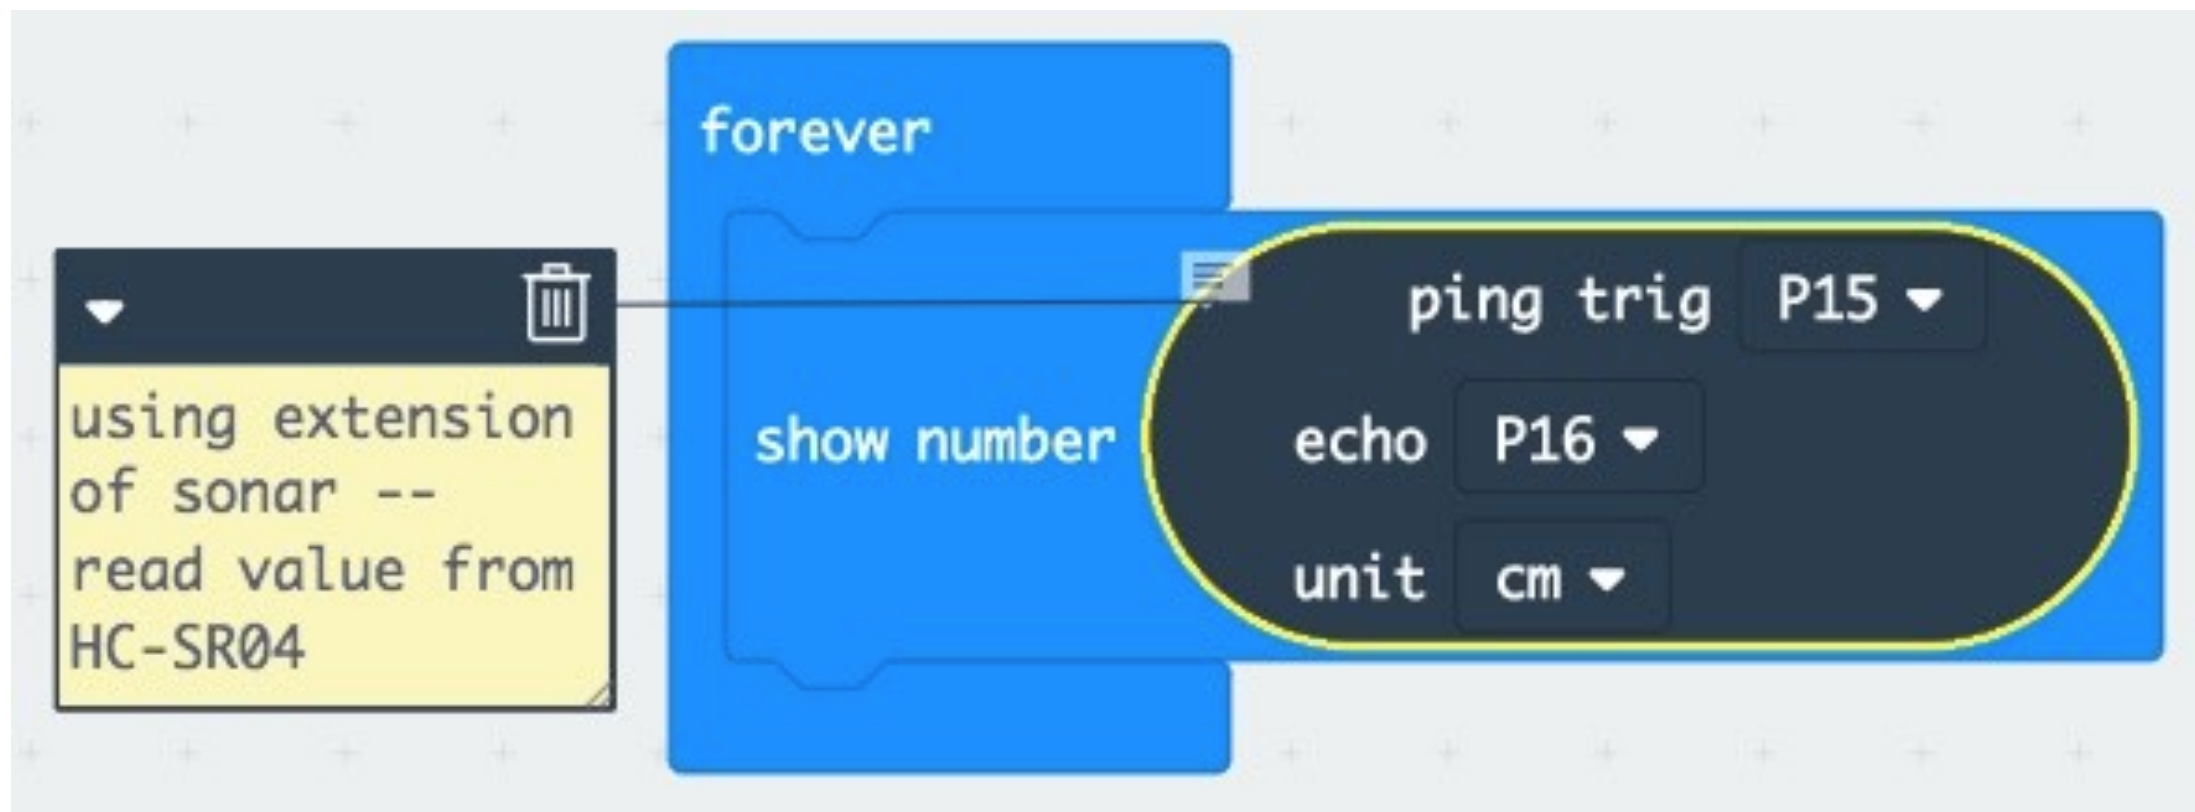 forever
using extension
of sonar --
read value from
HC-SR04
show number
ping trig P15
echo P16
unit cm